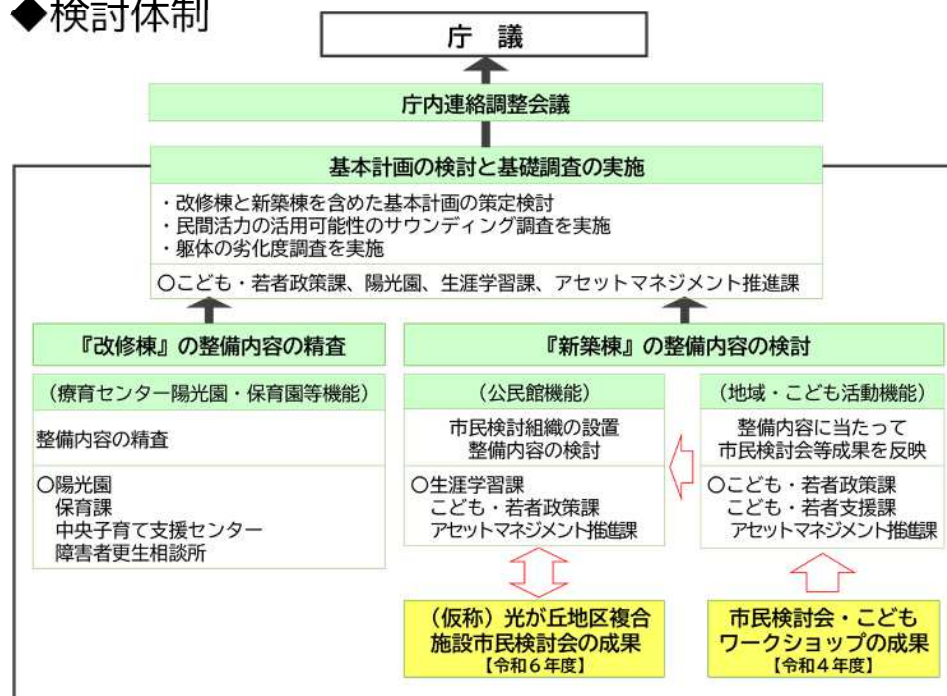 ◆検討体制
庁 議
庁内連絡調整会議
基本計画の検討と基礎調査の実施
・改修棟と新築棟を含めた基本計画の策定検討
・民間活力の活用可能性のサウンディング調査を実施
・躯体の劣化度調査を実施
〇こども・若者政策課、陽光園、生涯学習課、アセットマネジメント推進課
『改修棟』の整備内容の精査
(療育センター陽光園・保育園等機能)
整備内容の精査
〇陽光園
保育課
中央子育て支援センター
障害者更生相談所
『新築棟』の整備内容の検討
(公民館機能)
市民検討組織の設置
整備内容の検討
〇生涯学習課
こども・若者政策課
アセットマネジメント推進課
(地域・こども活動機能)
整備内容に当たって
市民検討会等成果を反映
〇こども・若者政策課
こども・若者支援課
アセットマネジメント推進課
(仮称)光が丘地区複合
施設市民検討会の成果
【令和6年度】
市民検討会・こども
ワークショップの成果
【令和4年度】